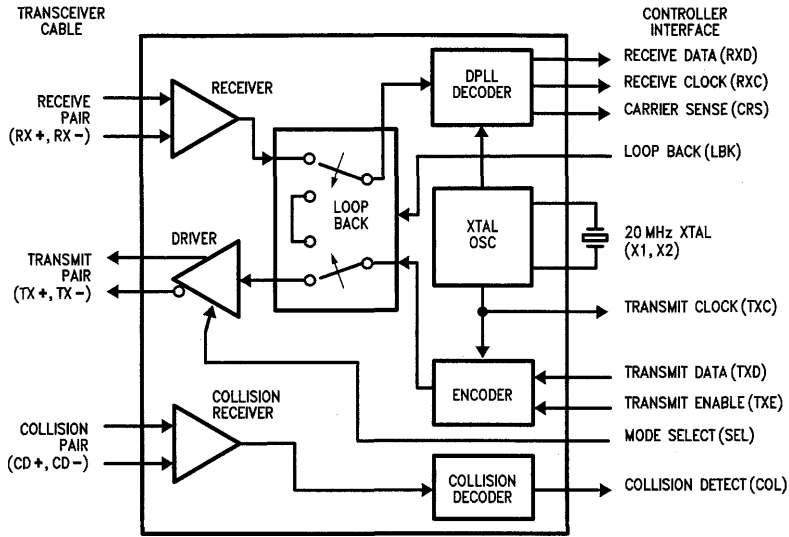 TRANSCEIVER
CABLE
CONTROLLER
INTERFACE
RECEIVER
RECEIVE
PAIR
(RX+, RX−)
DPLL
DECODER
RECEIVE DATA (RXD)
RECEIVE CLOCK (RXC)
CARRIER SENSE (CRS)
LOOP BACK (LBK)
LOOP
BACK
XTAL
OSC
20 MHz XTAL
(X1, X2)
DRIVER
TRANSMIT
PAIR
(TX+, TX−)
TRANSMIT CLOCK (TXC)
ENCODER
TRANSMIT DATA (TXD)
TRANSMIT ENABLE (TXE)
MODE SELECT (SEL)
COLLISION
RECEIVER
COLLISION
PAIR
(CD+, CD−)
COLLISION
DECODER
COLLISION DETECT (COL)